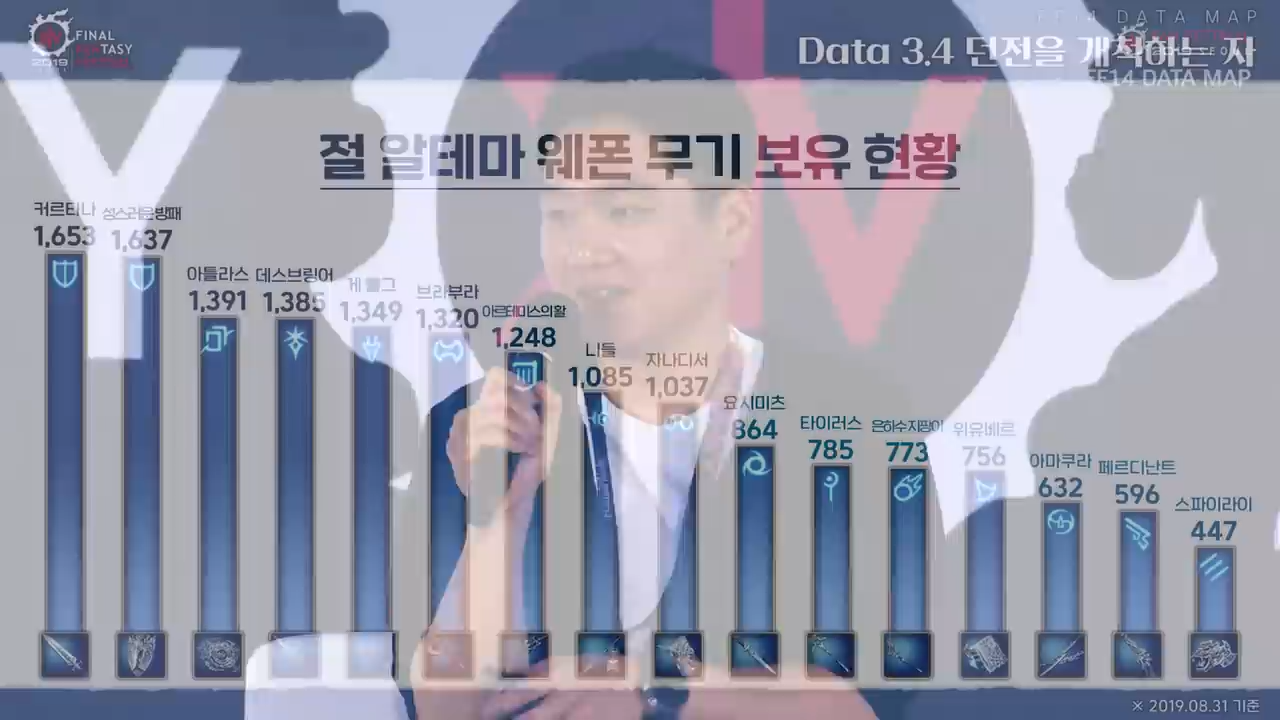 FINAL
FANTASY
2019
FF14 DATA MAP
Data 3.4 던전을 개척하는 자
FF14 DATA MAP
절 알테마 웨폰 무기 보유 현황
커르타나
1,653
성스러운 방패
1,637
아틀라스
1,391
데스브링어
1,385
게 볼그
1,349
브라부라
1,320
아르테미스의 활
1,248
니들
1,085
자나디서
1,037
요시미츠
864
타이러스
785
은하수 지팡이
773
위유베르
756
아마쿠라
632
페르디난트
596
스파이라이
447
※ 2019.08.31 기준